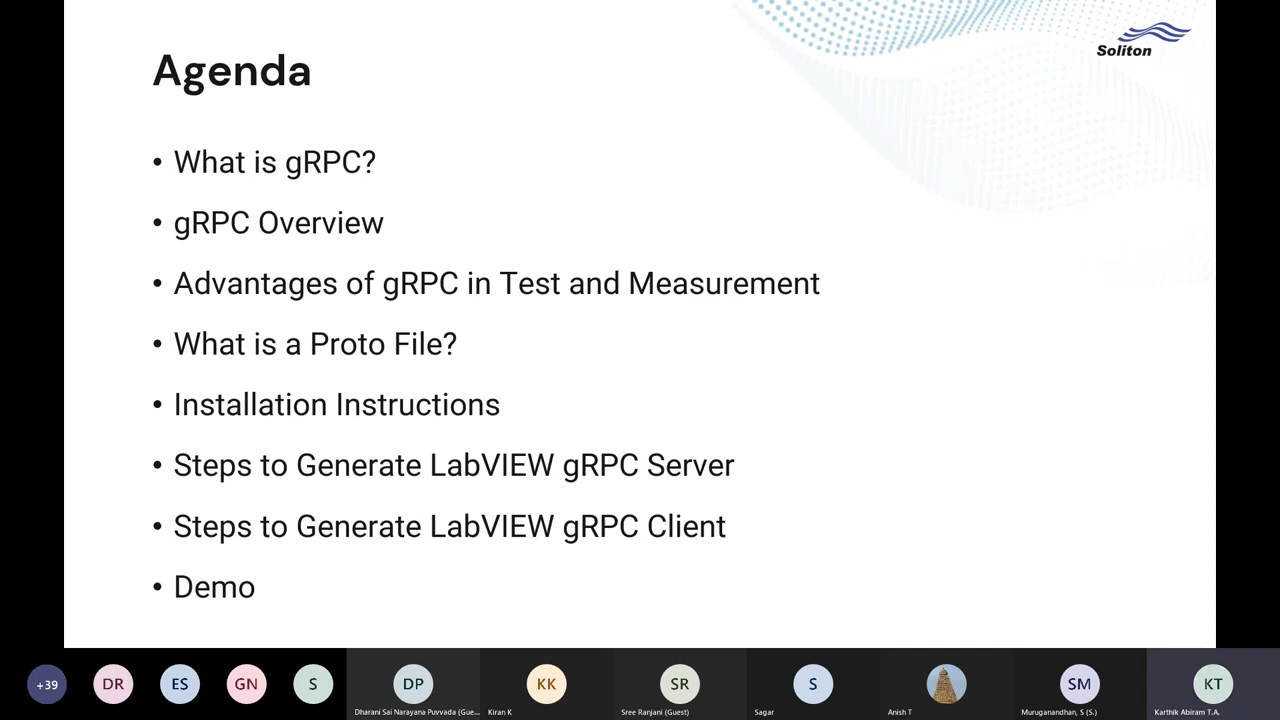 Soliton
Agenda
• What is gRPC?
• gRPC Overview
• Advantages of gRPC in Test and Measurement
• What is a Proto File?
• Installation Instructions
• Steps to Generate LabVIEW gRPC Server
• Steps to Generate LabVIEW gRPC Client
• Demo
+39 DR ES GN S DP KK SR S SM KT
Dharani Sai Narayana Puvvada (Gue... Kiran K Sree Ranjani (Guest) Sagar Anish T Muruganandhan, S (S.) Karthik Abiram T.A.